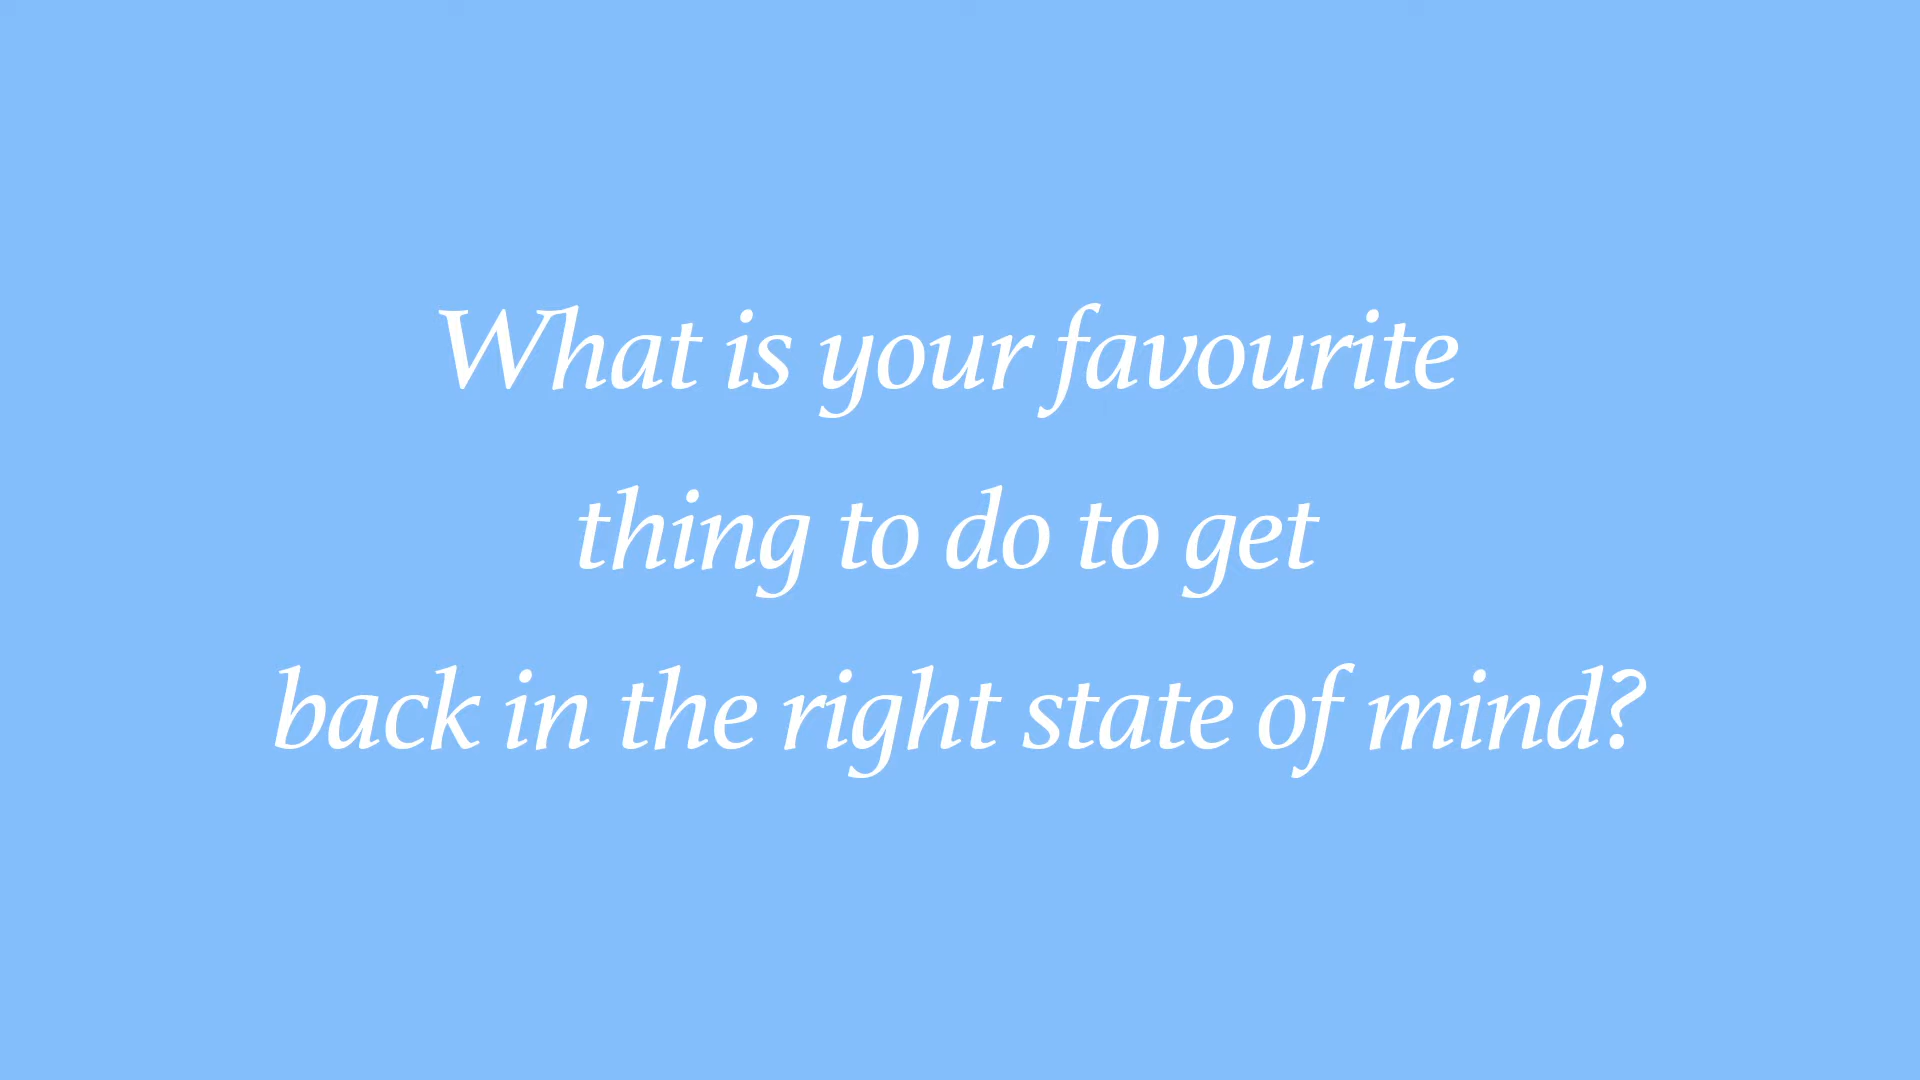 What is your favourite
thing to do to get
back in the right state of mind?